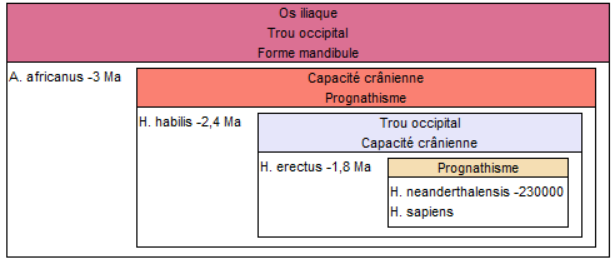 Os iliaque
Trou occipital
Forme mandibule
A. africanus -3 Ma
Capacité crânienne
Prognathisme
H. habilis -2,4 Ma
Trou occipital
Capacité crânienne
H. erectus -1,8 Ma
Prognathisme
H. neanderthalensis -230000
H. sapiens